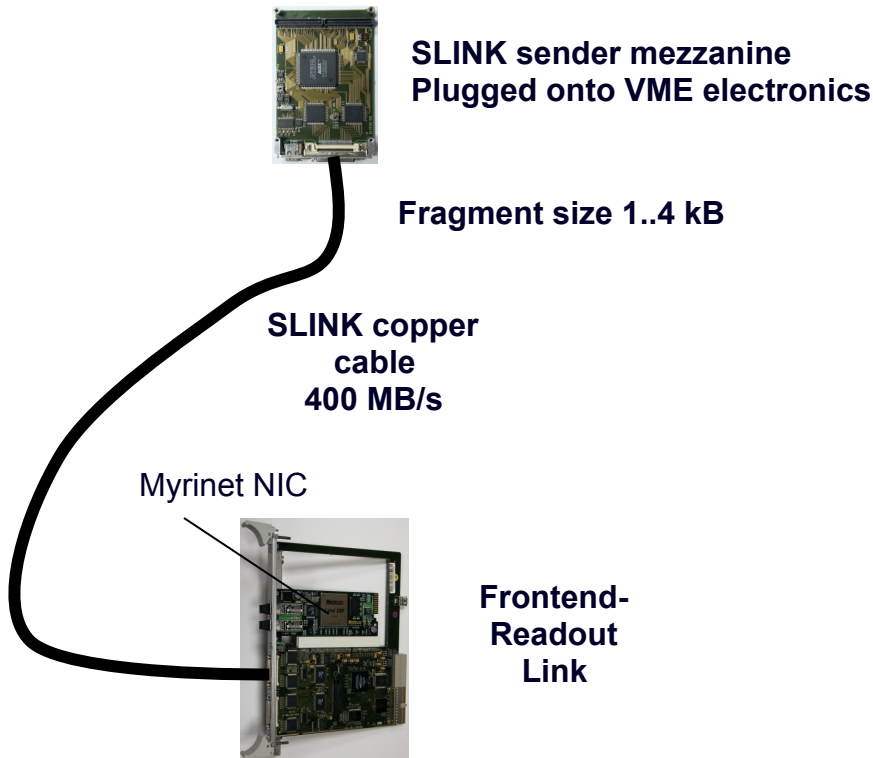 SLINK sender mezzanine
Plugged onto VME electronics
Fragment size 1..4 kB
SLINK copper
cable
400 MB/s
Myrinet NIC
Frontend-
Readout
Link